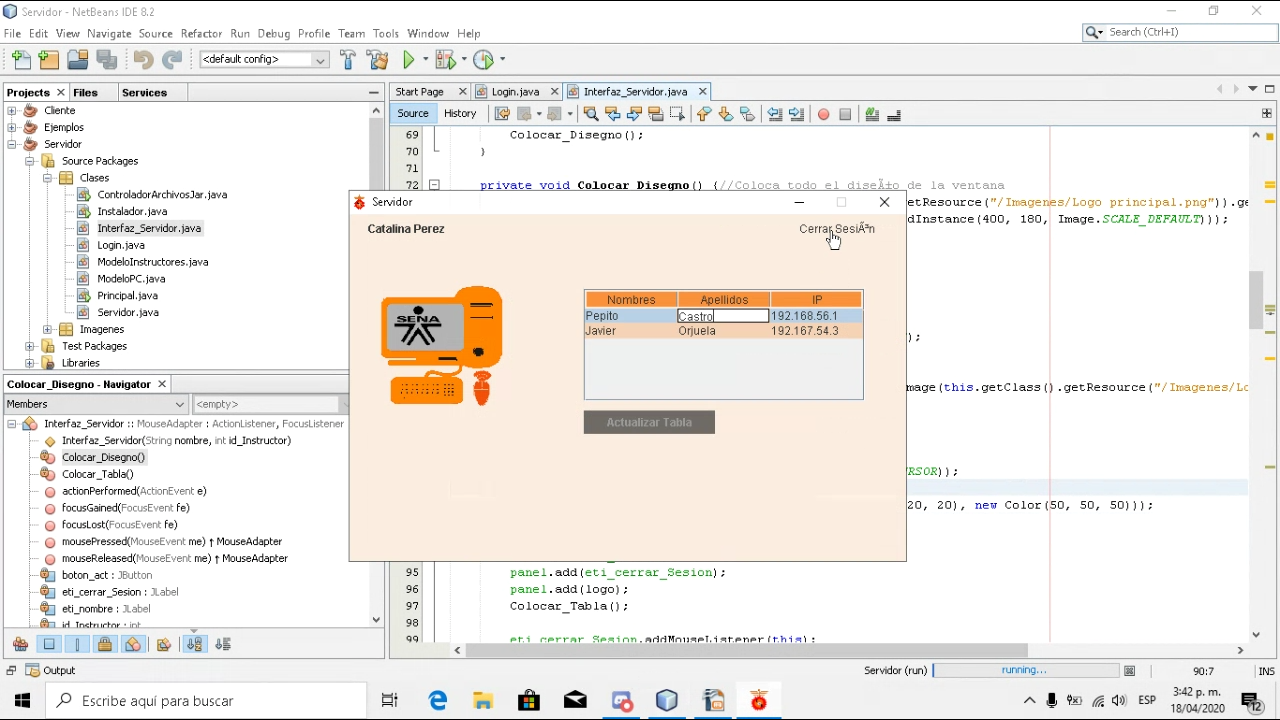 Servidor - NetBeans IDE 8.2
File Edit View Navigate Source Refactor Run Debug Profile Team Tools Window Help
Search (Ctrl+I)
<default config>
Projects Files Services
Start Page Login.java Interfaz_Servidor.java
Source History
Cliente
Ejemplos
Servidor
Source Packages
Clases
ControladorArchivosJar.java
Instalador.java
Interfaz_Servidor.java
Login.java
ModeloInstructores.java
ModeloPC.java
Principal.java
Servidor.java
Imagenes
Test Packages
Libraries
69 Colocar_Disegno();
70 }
71
72 private void Colocar_Disegno() {//Coloca todo el diseÃ±o de la ventana
getResource("/Imagenes/Logo principal.png")).ge
dInstance(400, 180, Image.SCALE_DEFAULT)));
);
mage(this.getClass().getResource("/Imagenes/Lo
RSOR));
20, 20), new Color(50, 50, 50)));
95 panel.add(eti_cerrar_Sesion);
96 panel.add(logo);
97 Colocar_Tabla();
98
99 eti_cerrar_Sesion.addMouseListener(this);
Servidor
Catalina Perez
Cerrar SesiÃ³n
SENA
Nombres Apellidos IP
Pepito Castro 192.168.56.1
Javier Orjuela 192.167.54.3
Actualizar Tabla
Colocar_Disegno - Navigator
Members <empty>
Interfaz_Servidor :: MouseAdapter : ActionListener, FocusListener
Interfaz_Servidor(String nombre, int id_Instructor)
Colocar_Disegno()
Colocar_Tabla()
actionPerformed(ActionEvent e)
focusGained(FocusEvent fe)
focusLost(FocusEvent fe)
mousePressed(MouseEvent me) ↑ MouseAdapter
mouseReleased(MouseEvent me) ↑ MouseAdapter
boton_act : JButton
eti_cerrar_Sesion : JLabel
eti_nombre : JLabel
id_Instructor : int
Output
Servidor (run) running... 90:7 INS
Escribe aquí para buscar
ESP
3:42 p. m.
18/04/2020
12